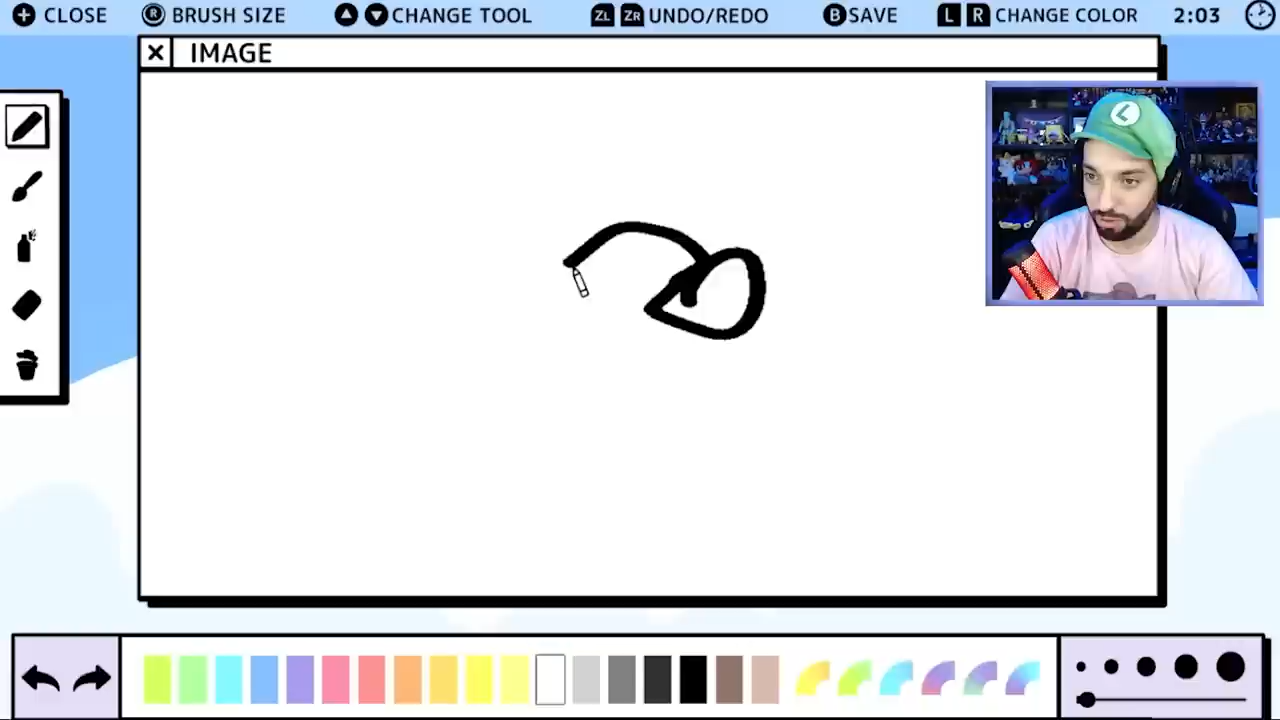 + CLOSE R BRUSH SIZE CHANGE TOOL ZL ZR UNDO/REDO B SAVE L R CHANGE COLOR 2:03
× IMAGE
L